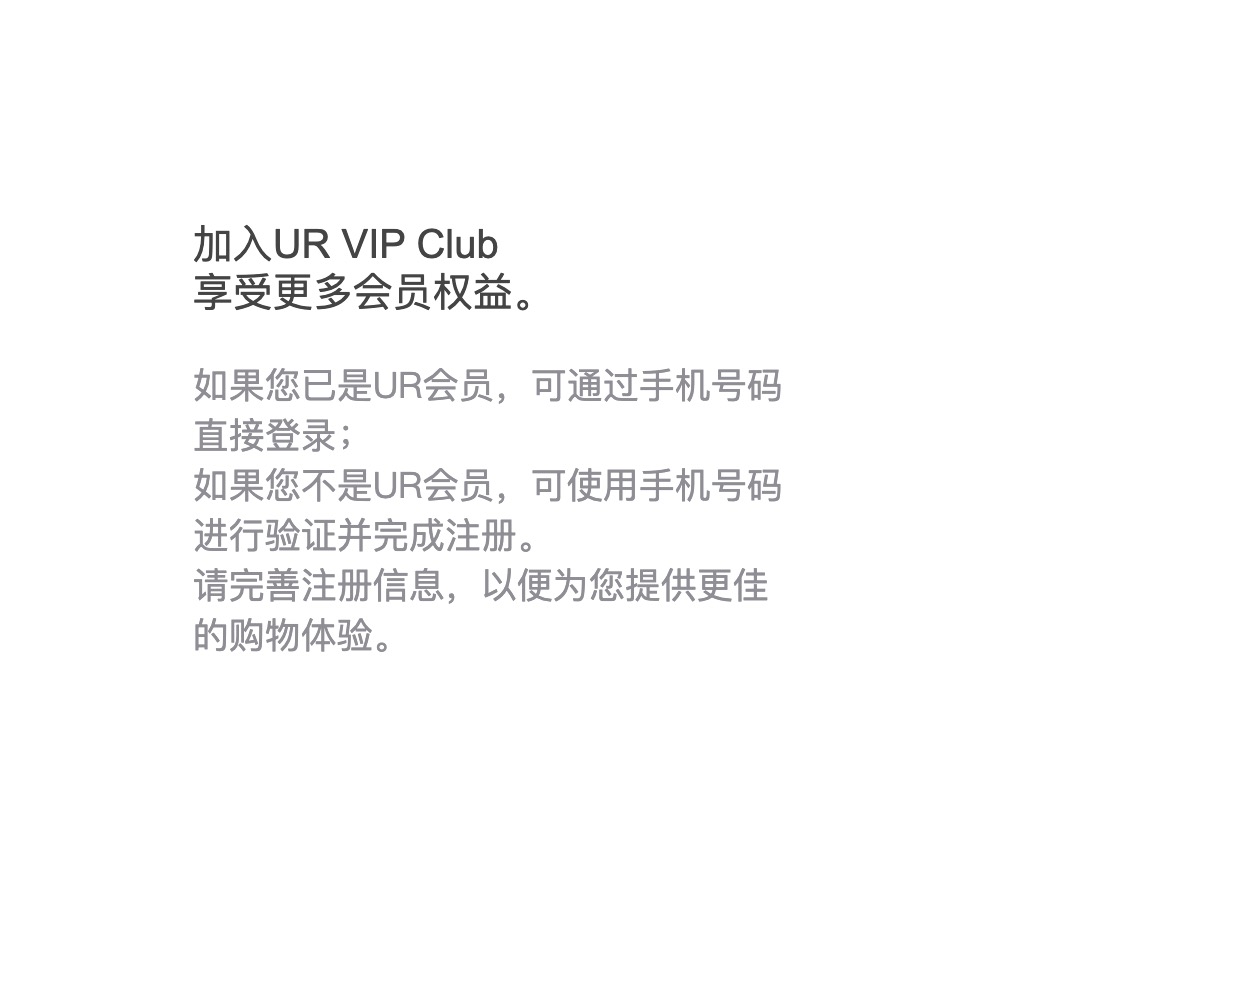 加入UR VIP Club
享受更多会员权益。
如果您已是UR会员，可通过手机号码
直接登录；
如果您不是UR会员，可使用手机号码
进行验证并完成注册。
请完善注册信息，以便为您提供更佳
的购物体验。